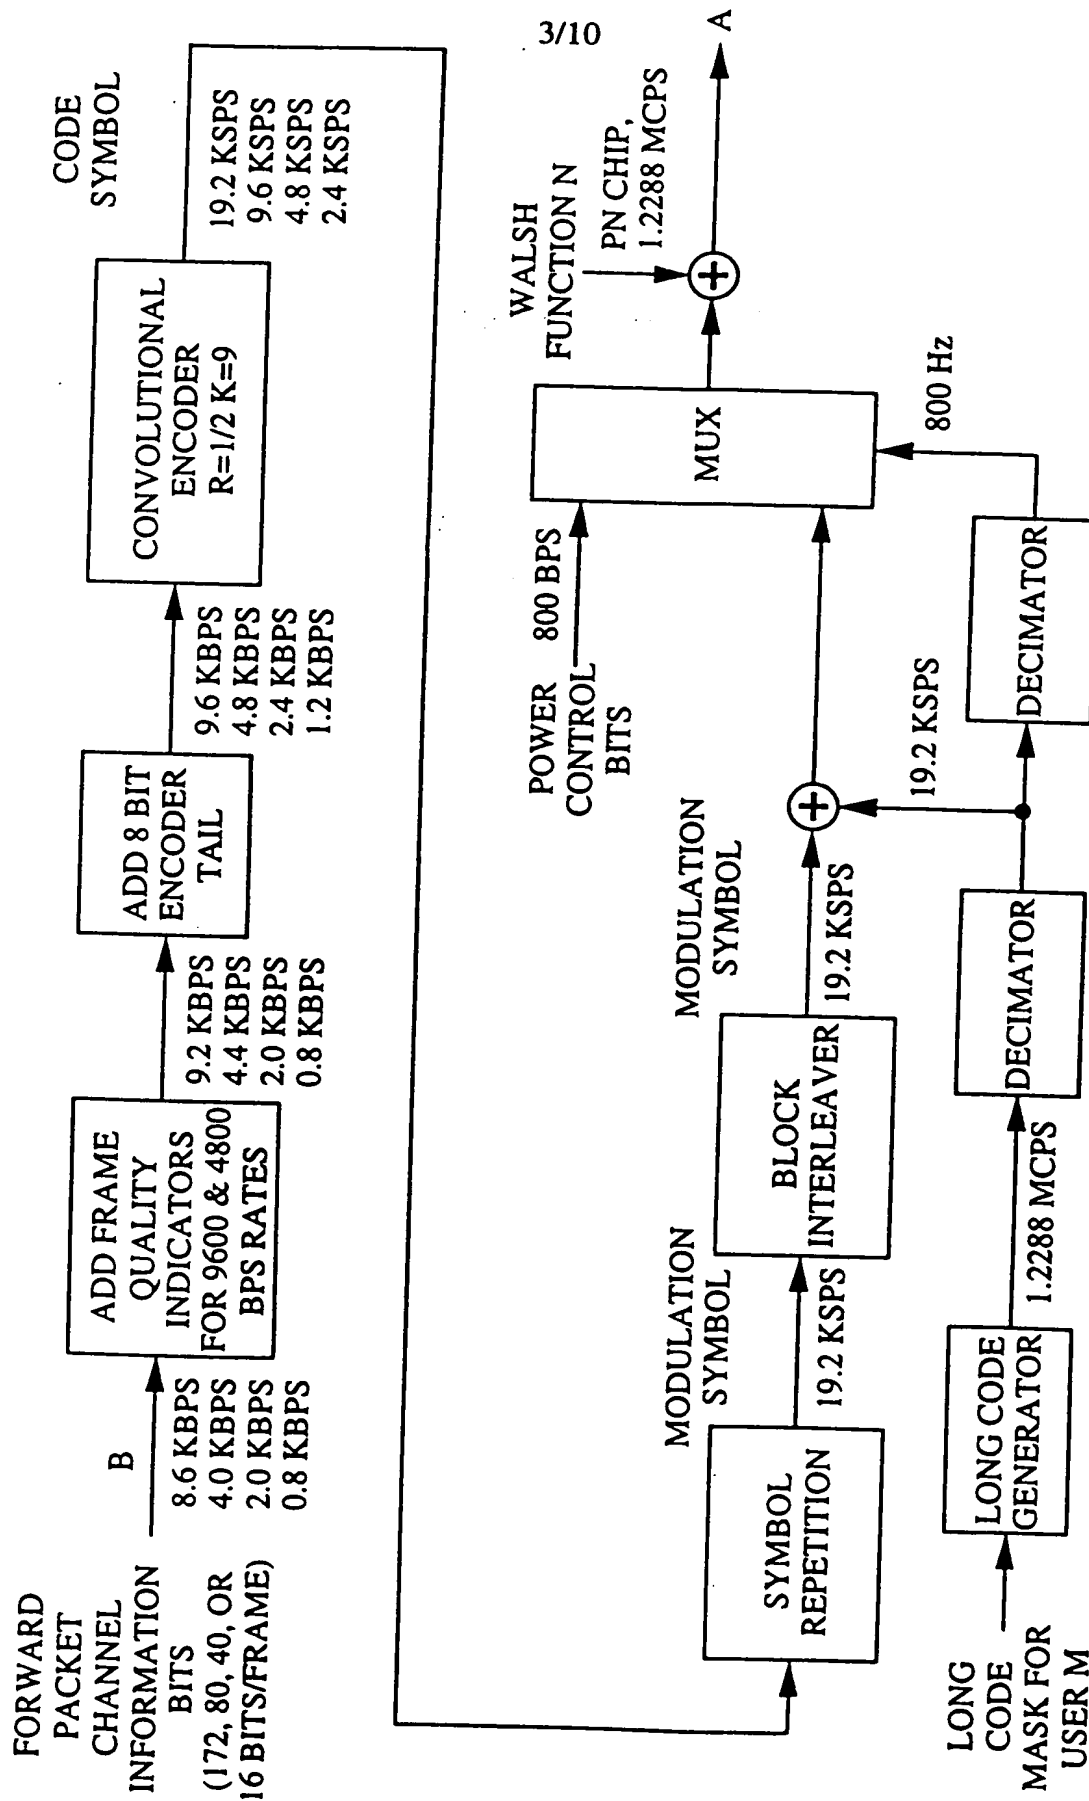 3/10
FORWARD
PACKET
CHANNEL
INFORMATION
BITS
(172, 80, 40, OR
16 BITS/FRAME)
B
8.6 KBPS
4.0 KBPS
2.0 KBPS
0.8 KBPS
ADD FRAME
QUALITY
INDICATORS
FOR 9600 & 4800
BPS RATES
9.2 KBPS
4.4 KBPS
2.0 KBPS
0.8 KBPS
ADD 8 BIT
ENCODER
TAIL
9.6 KBPS
4.8 KBPS
2.4 KBPS
1.2 KBPS
CONVOLUTIONAL
ENCODER
R=1/2 K=9
CODE
SYMBOL
19.2 KSPS
9.6 KSPS
4.8 KSPS
2.4 KSPS
SYMBOL
REPETITION
MODULATION
SYMBOL
19.2 KSPS
BLOCK
INTERLEAVER
MODULATION
SYMBOL
19.2 KSPS
POWER
CONTROL
BITS
800 BPS
MUX
WALSH
FUNCTION N
PN CHIP,
1.2288 MCPS
A
LONG
CODE
MASK FOR
USER M
LONG CODE
GENERATOR
1.2288 MCPS
DECIMATOR
19.2 KSPS
DECIMATOR
800 Hz